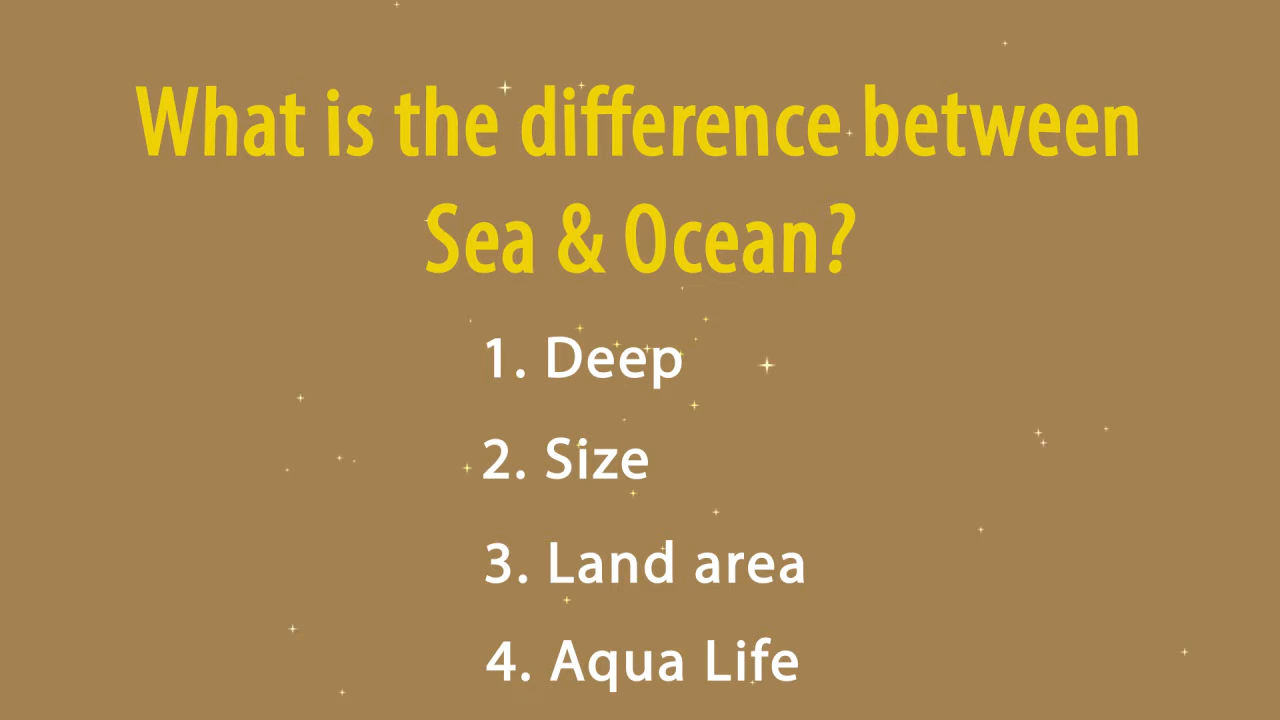 What is the difference between
Sea & Ocean?
1. Deep
2. Size
3. Land area
4. Aqua Life